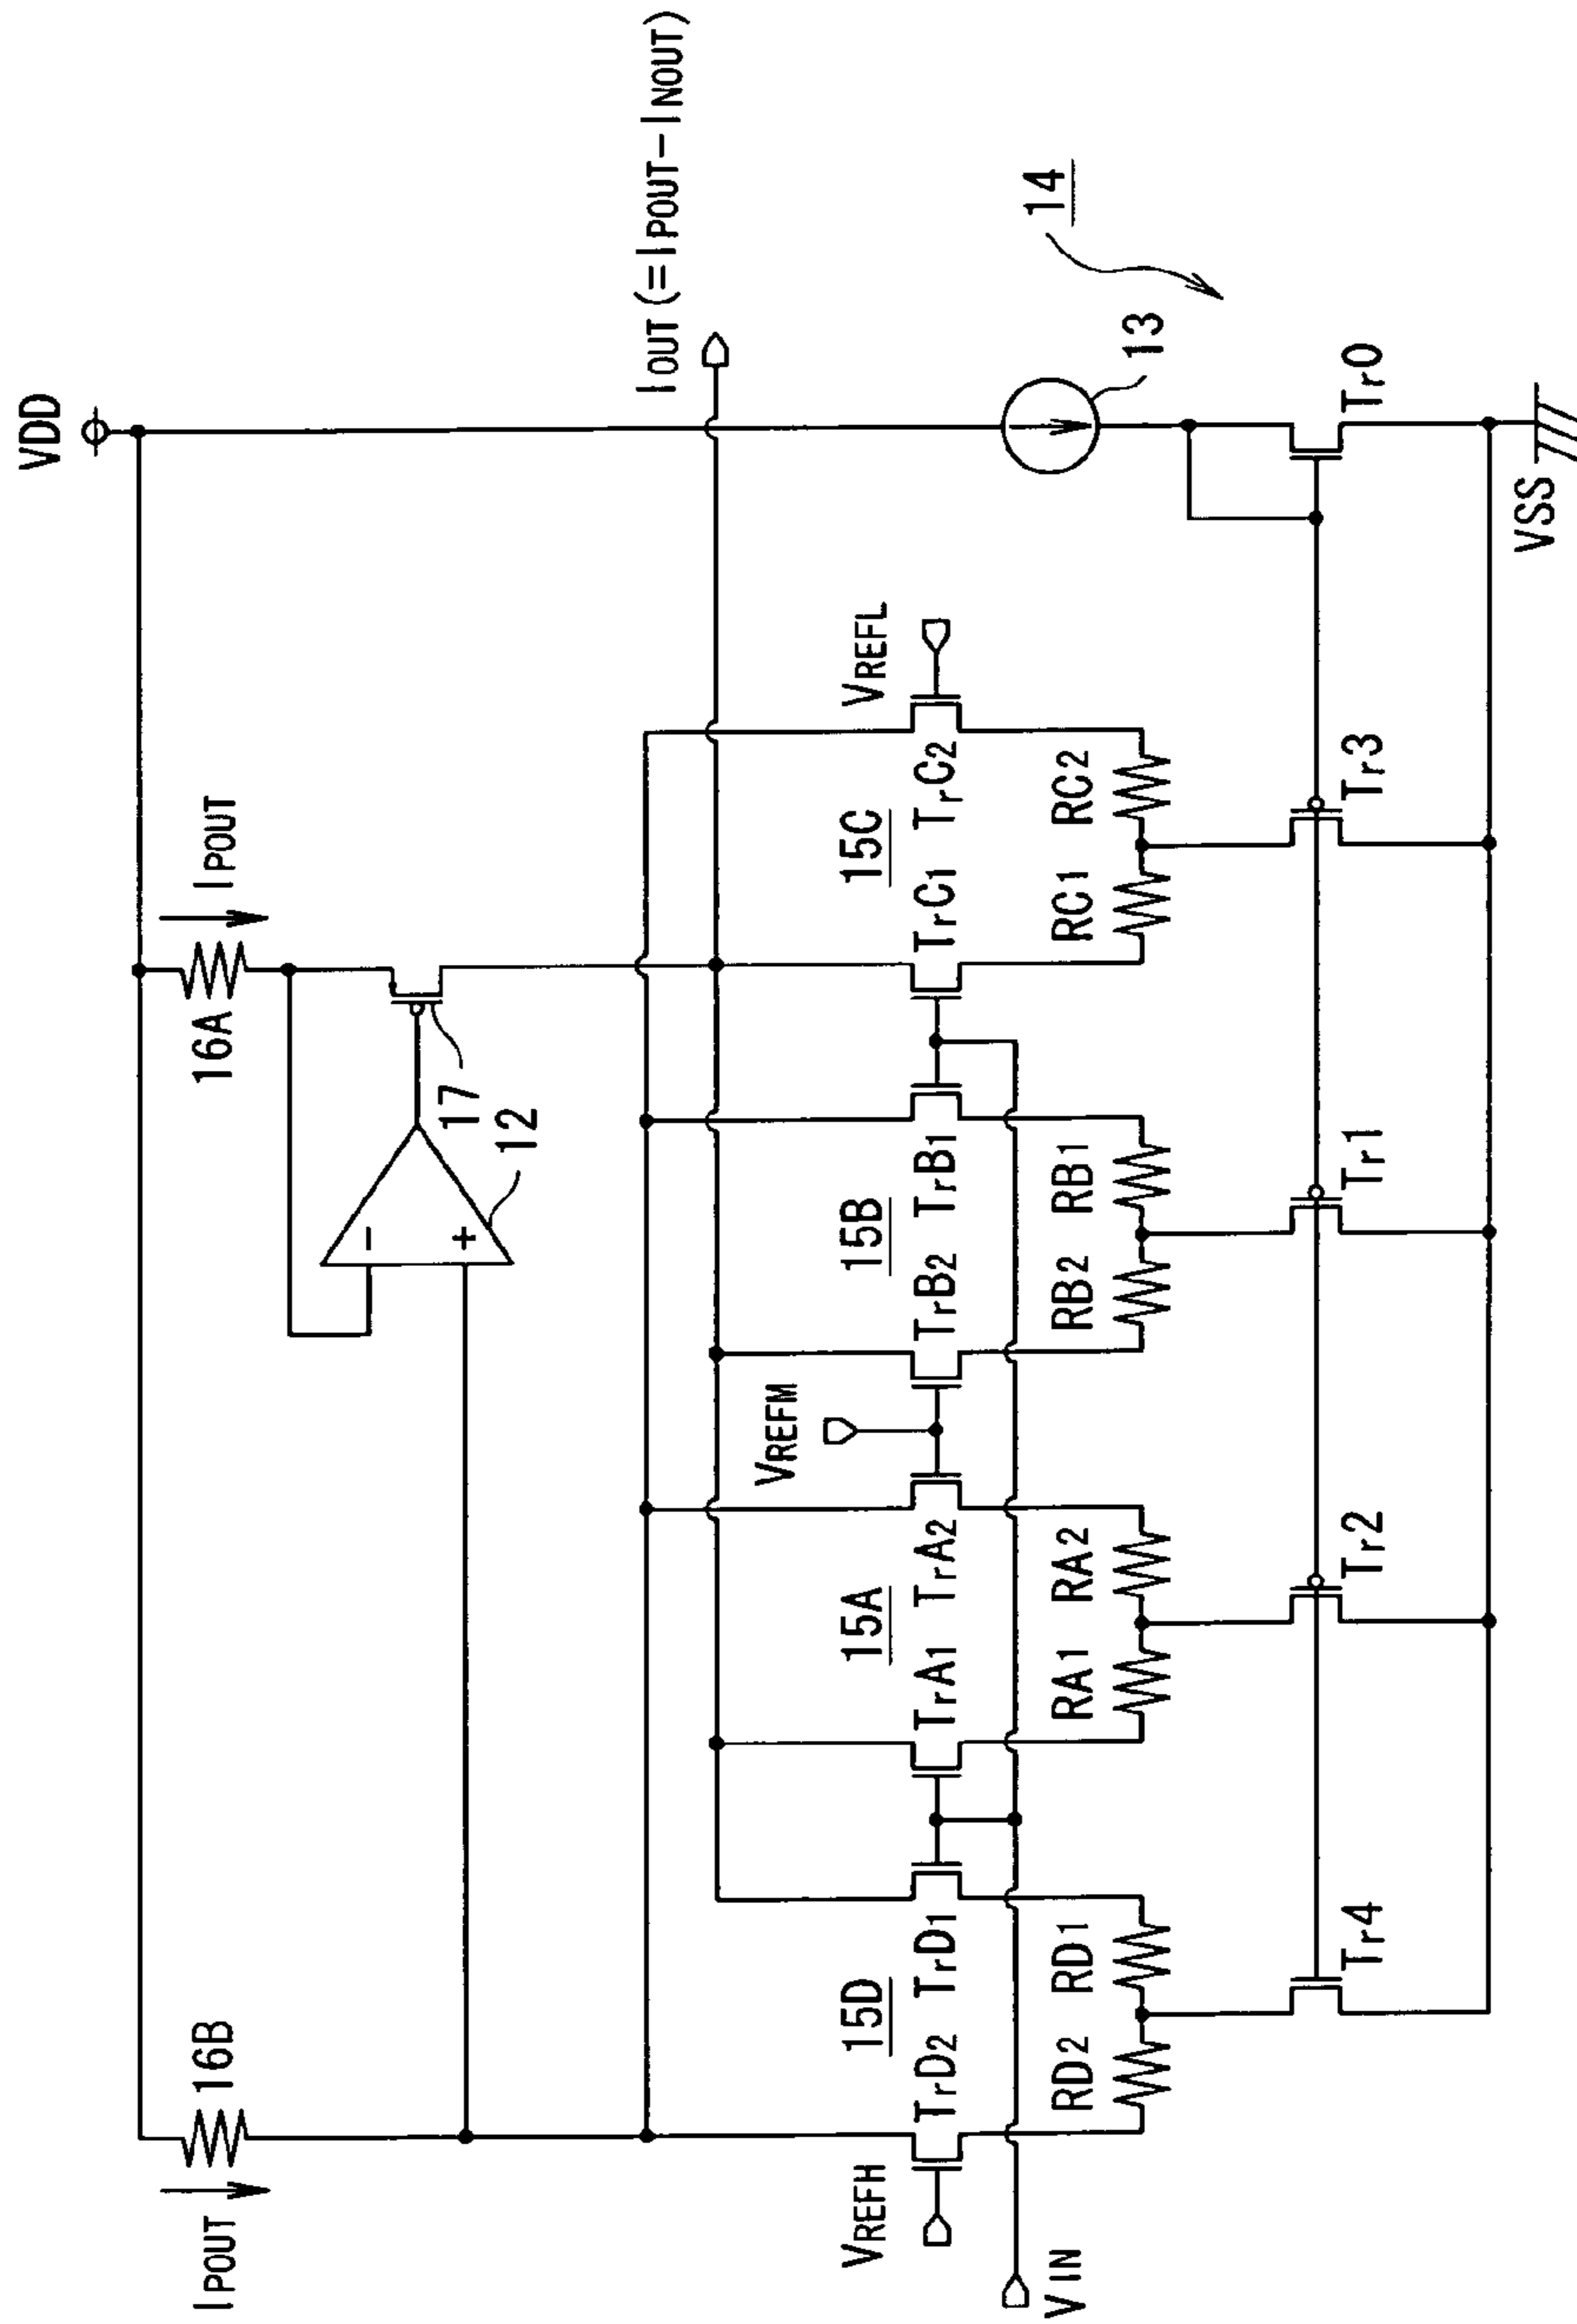 VDD
IPOUT
16B
16A
IPOUT
17
12
−
+
IOUT (=IPOUT−INOUT)
14
13
VREFH
VREFM
VREFL
15D
15A
15B
15C
TrD2 TrD1
TrA1 TrA2
TrB2 TrB1
TrC1 TrC2
VIN
RD2 RD1
RA1 RA2
RB2 RB1
RC1 RC2
Tr4
Tr2
Tr1
Tr3
Tr0
VSS